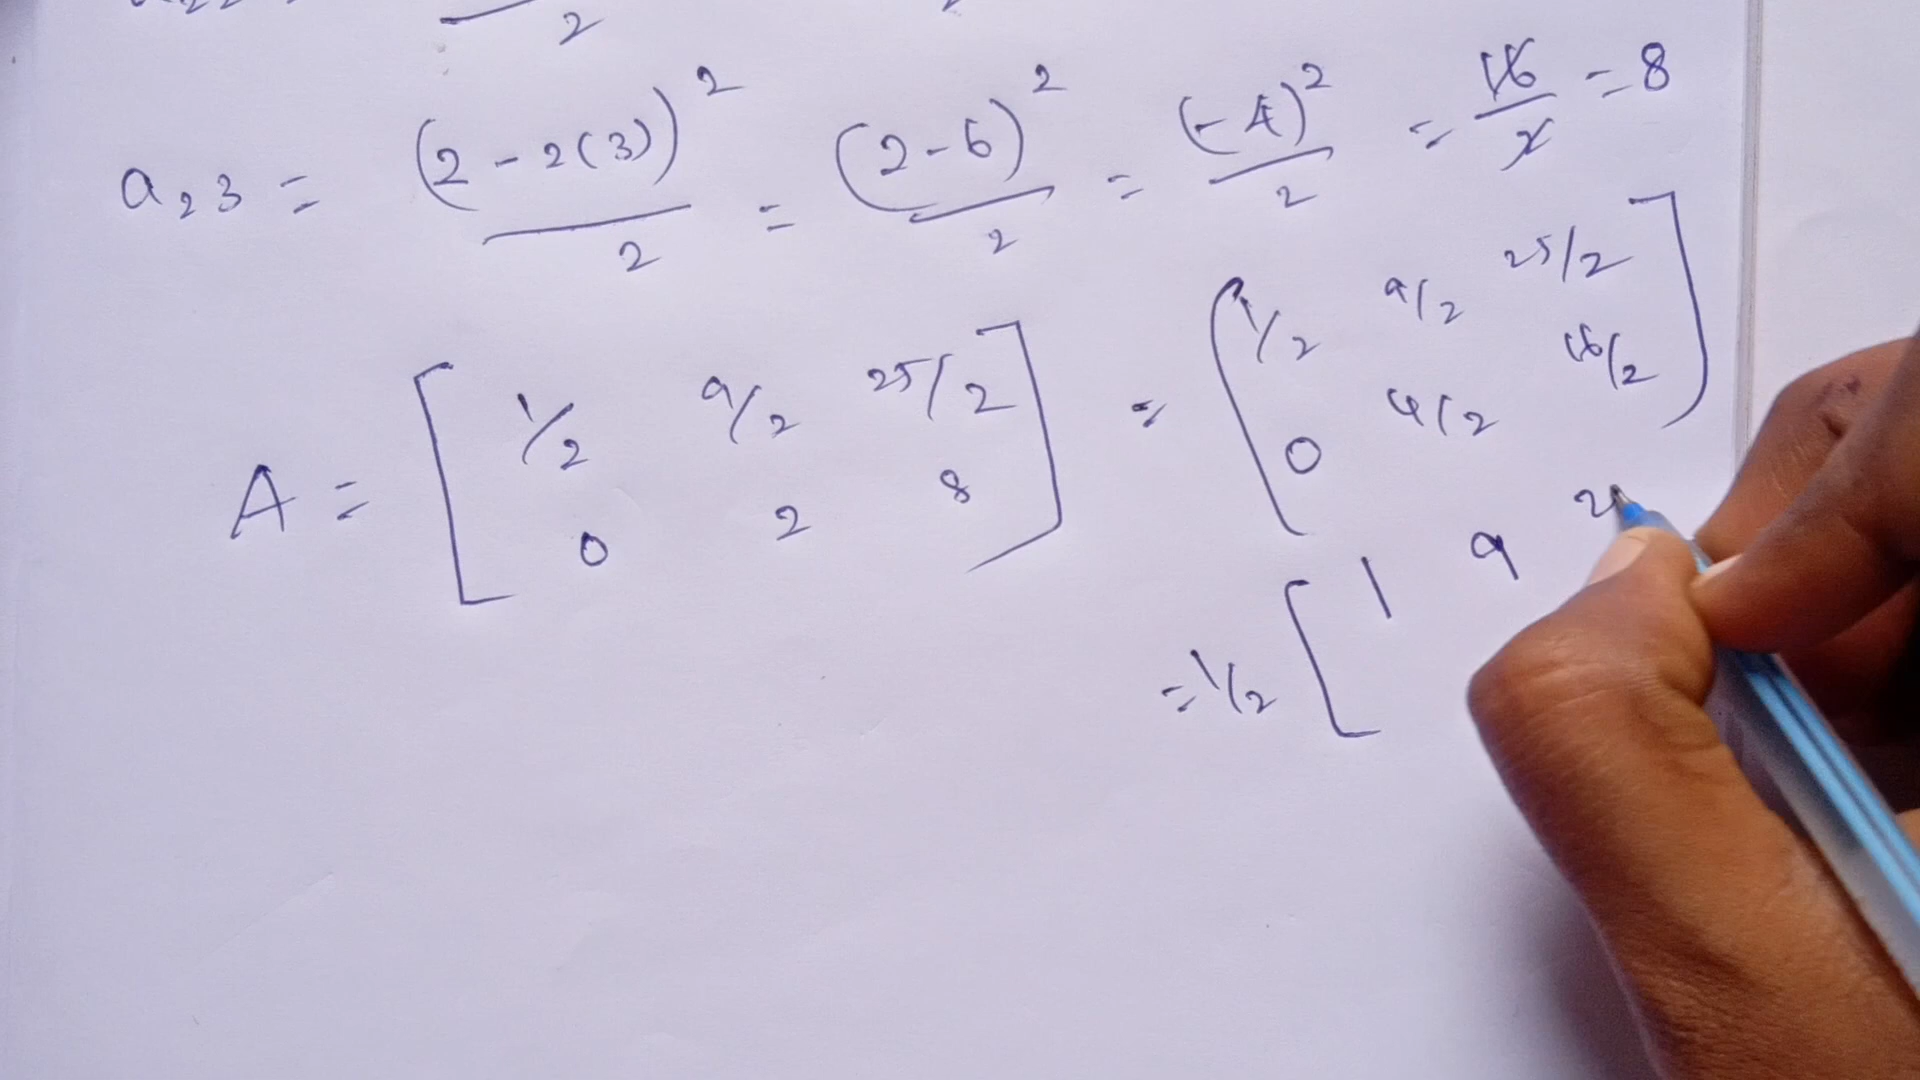 a₂₃ = (2 - 2(3))² / 2 = (2-6)² / 2 = (-4)² / 2 = 16/2 = 8
A = [ 1/2 9/2 25/2
0 2 8 ]
= [ 1/2 9/2 25/2
0 4/2 16/2 ]
= 1/2 [ 1 9 2